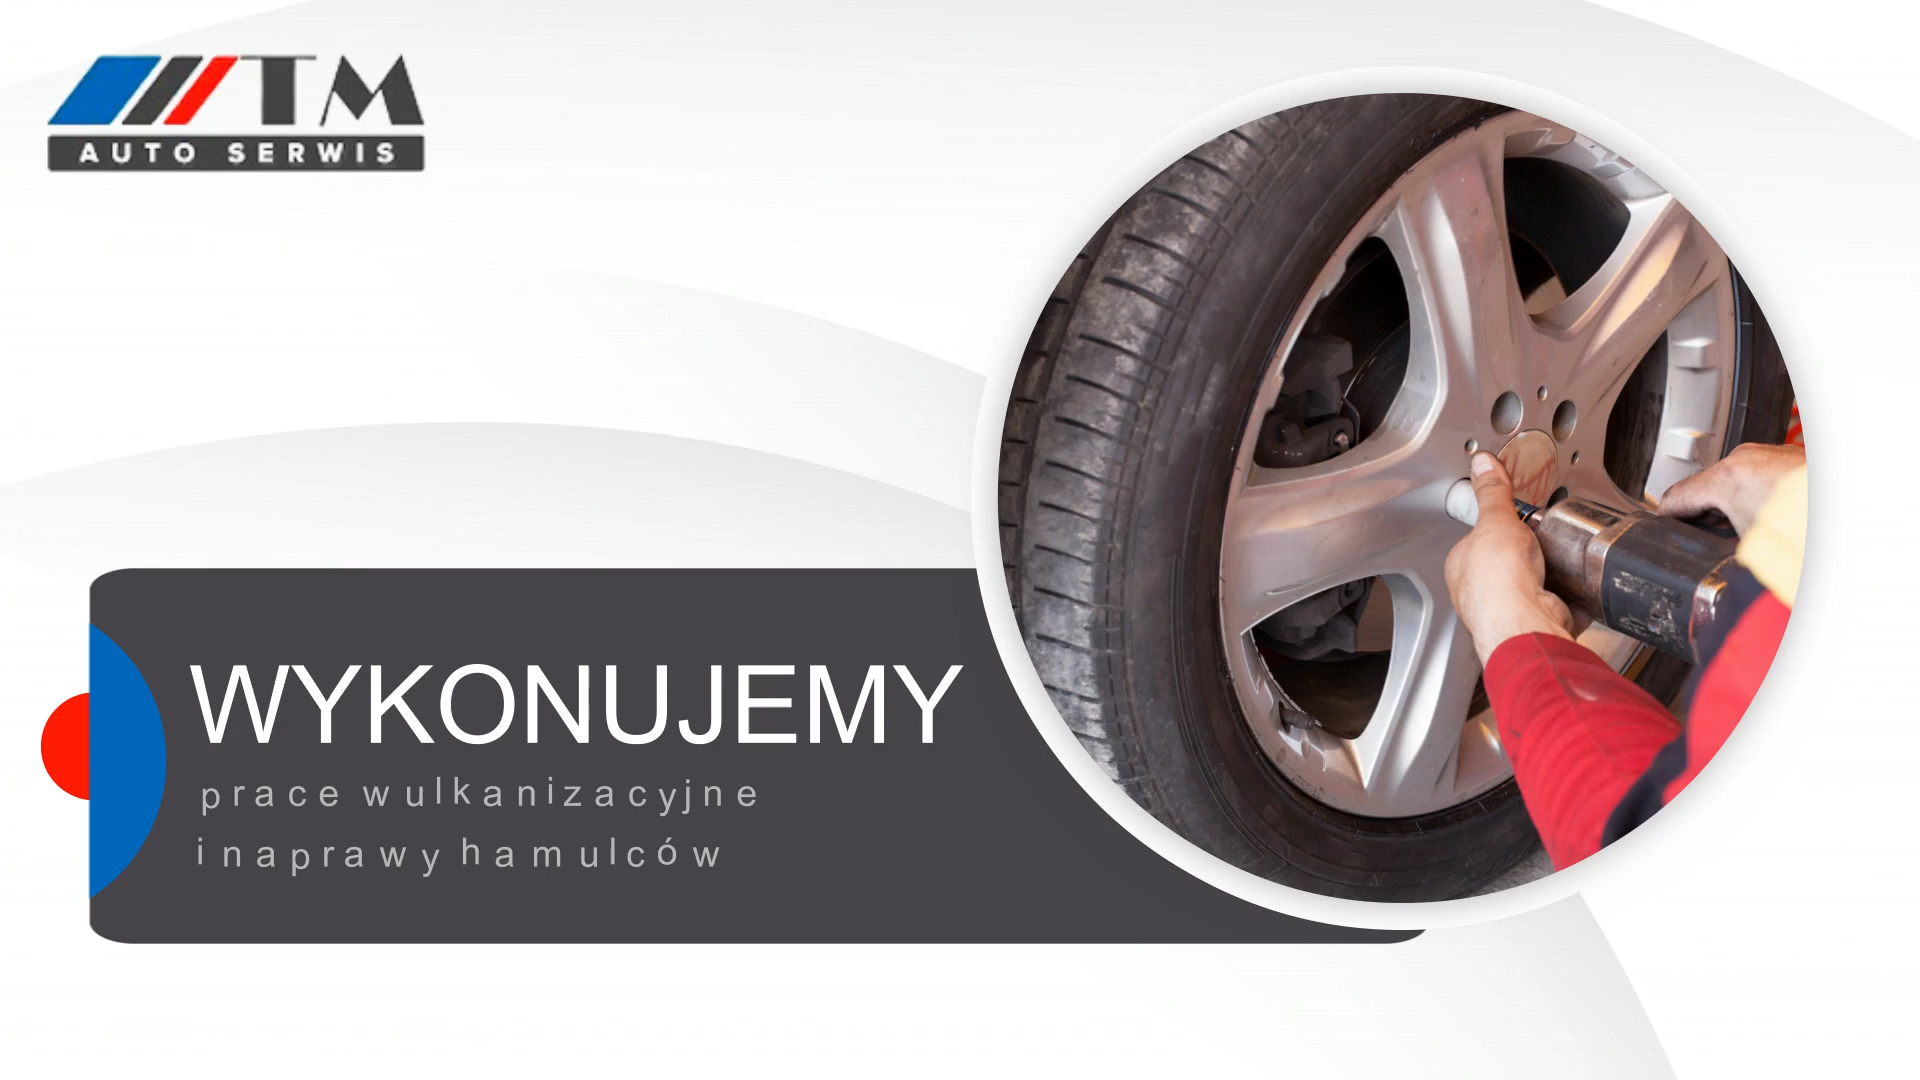 TM
AUTO SERWIS
WYKONUJEMY
prace wulkanizacyjne
i naprawy hamulców